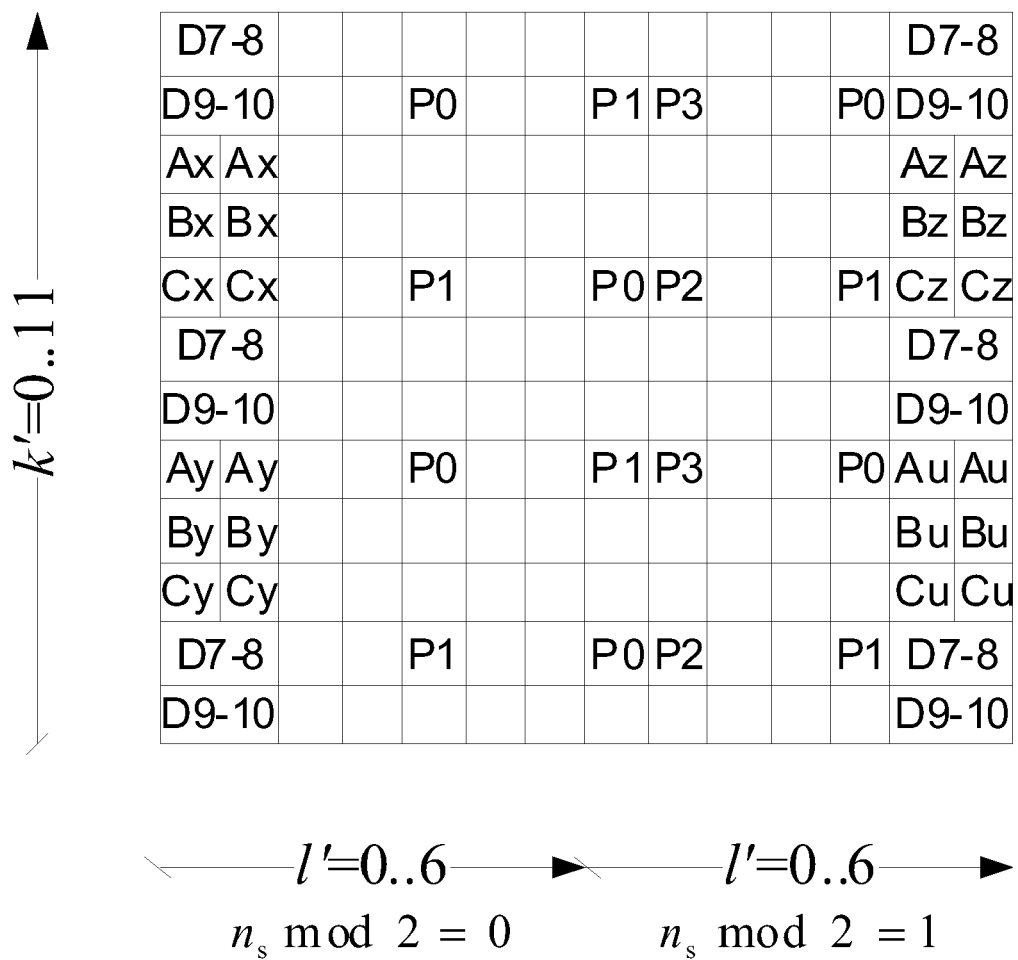 D7-8 D7-8
D9-10 P0 P1 P3 P0 D9-10
Ax Ax Az Az
Bx Bx Bz Bz
Cx Cx P1 P0 P2 P1 Cz Cz
D7-8 D7-8
D9-10 D9-10
Ay Ay P0 P1 P3 P0 Au Au
By By Bu Bu
Cy Cy Cu Cu
D7-8 P1 P0 P2 P1 D7-8
D9-10 D9-10
k'=0..11
l'=0..6 l'=0..6
ns mod 2 = 0 ns mod 2 = 1